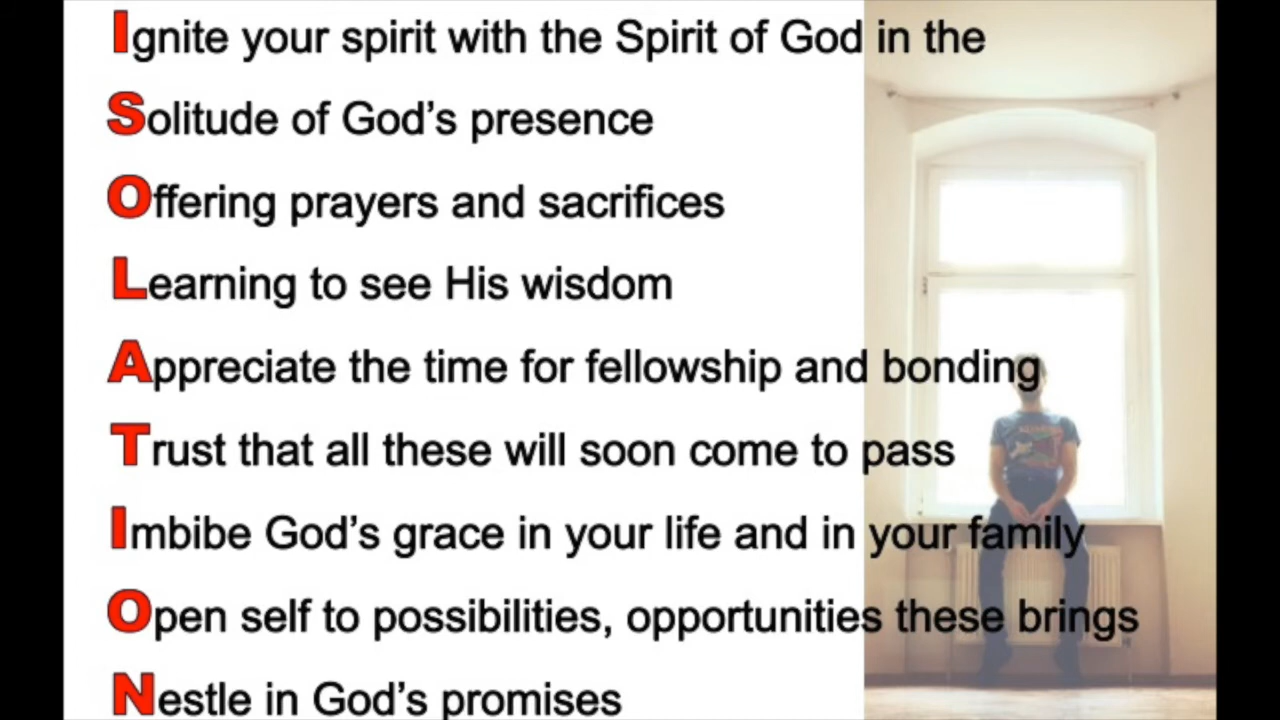 Ignite your spirit with the Spirit of God in the
Solitude of God’s presence
Offering prayers and sacrifices
Learning to see His wisdom
Appreciate the time for fellowship and bonding
Trust that all these will soon come to pass
Imbibe God’s grace in your life and in your family
Open self to possibilities, opportunities these brings
Nestle in God’s promises